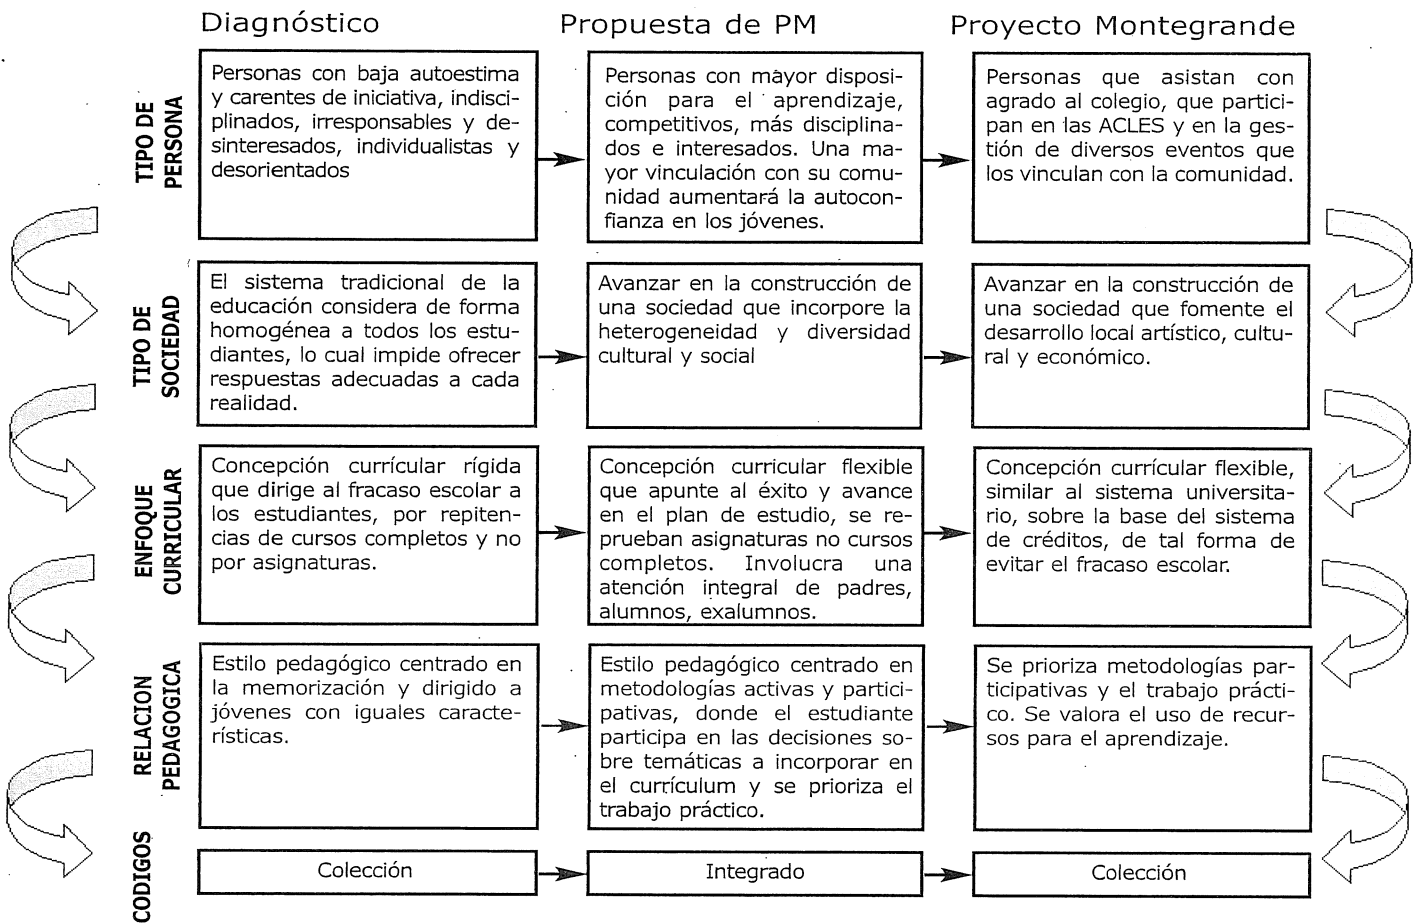 Diagnóstico
Propuesta de PM
Proyecto Montegrande
TIPO DE
PERSONA
Personas con baja autoestima
y carentes de iniciativa, indisci-
plinados, irresponsables y de-
sinteresados, individualistas y
desorientados
Personas con mayor disposi-
ción para el aprendizaje,
competitivos, más disciplina-
dos e interesados. Una ma-
yor vinculación con su comu-
nidad aumentará la autocon-
fianza en los jóvenes.
Personas que asistan con
agrado al colegio, que partici-
pan en las ACLES y en la ges-
tión de diversos eventos que
los vinculan con la comunidad.
TIPO DE
SOCIEDAD
El sistema tradicional de la
educación considera de forma
homogénea a todos los estu-
diantes, lo cual impide ofrecer
respuestas adecuadas a cada
realidad.
Avanzar en la construcción de
una sociedad que incorpore la
heterogeneidad y diversidad
cultural y social
Avanzar en la construcción de
una sociedad que fomente el
desarrollo local artístico, cultu-
ral y económico.
ENFOQUE
CURRICULAR
Concepción currícular rígida
que dirige al fracaso escolar a
los estudiantes, por repiten-
cias de cursos completos y no
por asignaturas.
Concepción curricular flexible
que apunte al éxito y avance
en el plan de estudio, se re-
prueban asignaturas no cursos
completos. Involucra una
atención integral de padres,
alumnos, exalumnos.
Concepción currícular flexible,
similar al sistema universita-
rio, sobre la base del sistema
de créditos, de tal forma de
evitar el fracaso escolar.
RELACION
PEDAGOGICA
Estilo pedagógico centrado en
la memorización y dirigido a
jóvenes con iguales caracte-
rísticas.
Estilo pedagógico centrado en
metodologías activas y partici-
pativas, donde el estudiante
participa en las decisiones so-
bre temáticas a incorporar en
el currículum y se prioriza el
trabajo práctico.
Se prioriza metodologías par-
ticipativas y el trabajo prácti-
co. Se valora el uso de recur-
sos para el aprendizaje.
CODIGOS
Colección
Integrado
Colección